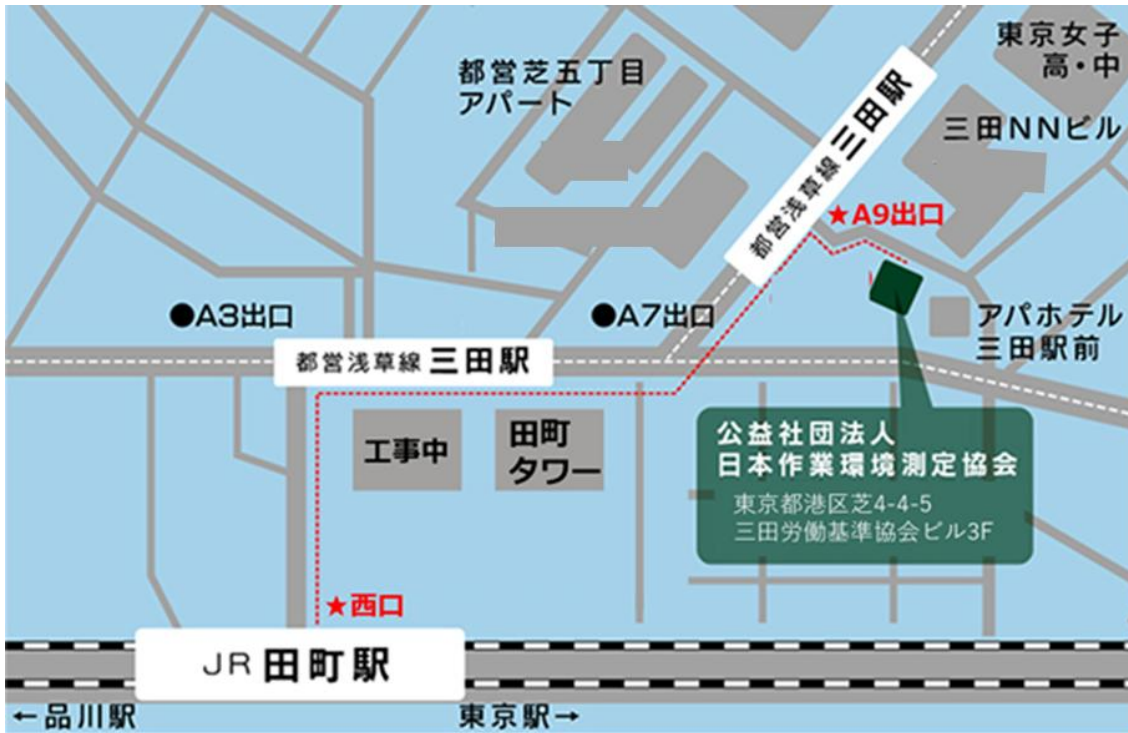 東京女子
高・中
都営芝五丁目
アパート
都営浅草線 三田駅
三田NNビル
★A9出口
●A3出口
●A7出口
アパホテル
三田駅前
都営浅草線 三田駅
工事中
田町
タワー
公益社団法人
日本作業環境測定協会
東京都港区芝4-4-5
三田労働基準協会ビル3F
★西口
JR 田町駅
←品川駅
東京駅→